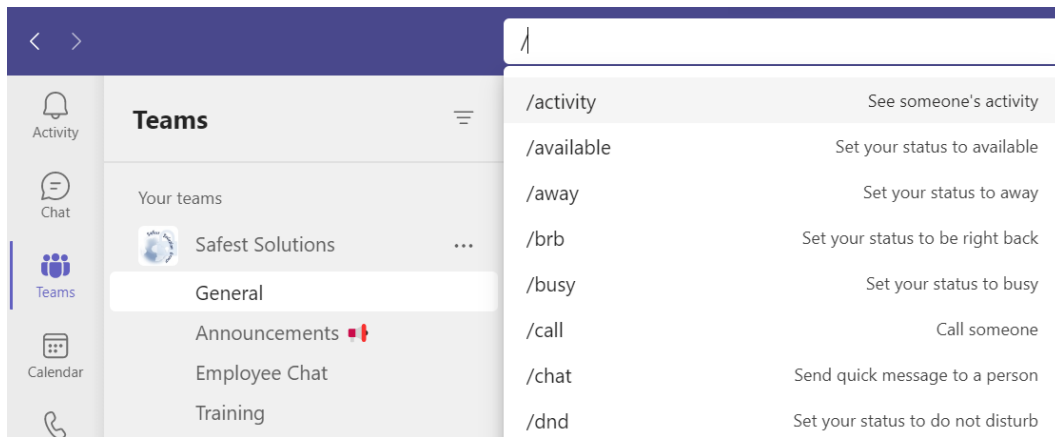 /
Activity
Chat
Teams
Calendar
Teams
Your teams
Safest Solutions
General
Announcements
Employee Chat
Training
/activity See someone's activity
/available Set your status to available
/away Set your status to away
/brb Set your status to be right back
/busy Set your status to busy
/call Call someone
/chat Send quick message to a person
/dnd Set your status to do not disturb